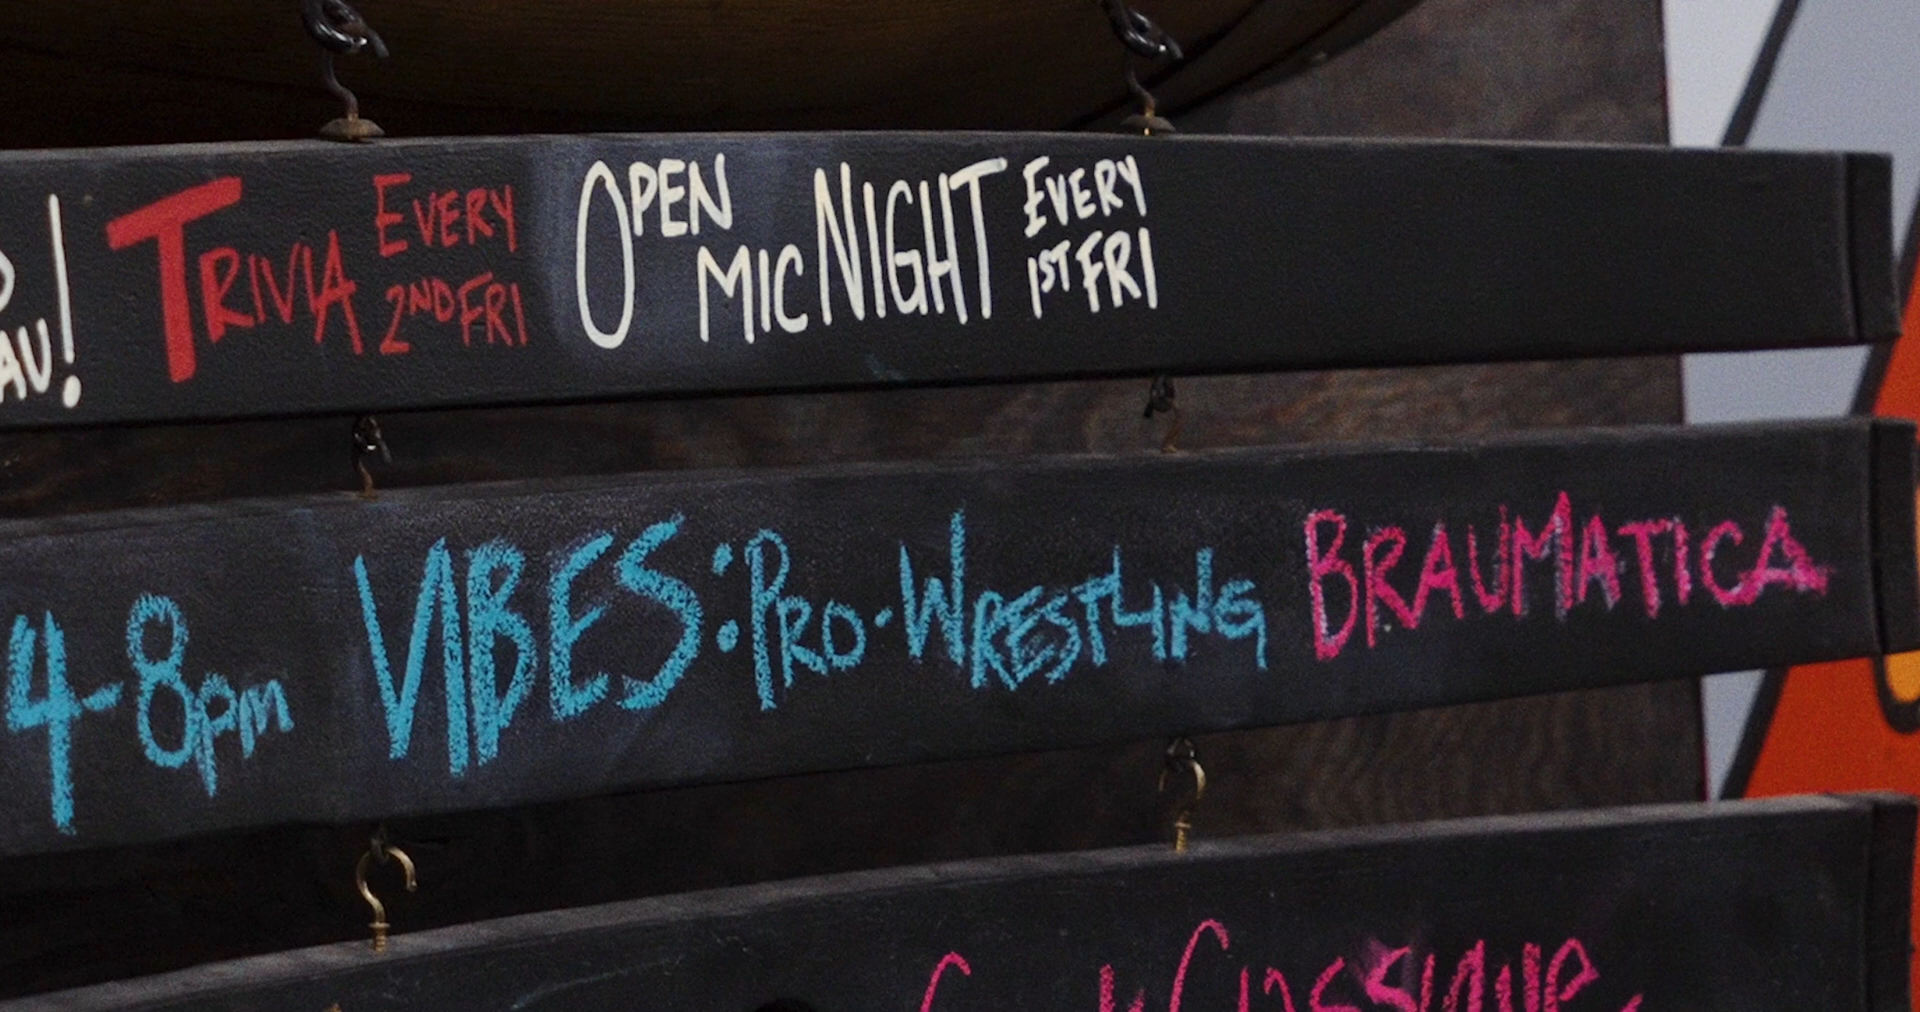 AU!
TRIVIA EVERY 2ND FRI
OPEN MIC NIGHT EVERY 1ST FRI
4-8pm VIBES: PRO-WRESTLING BRAUMATICA